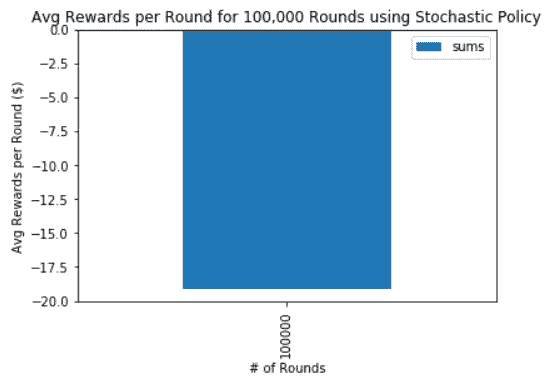 Avg Rewards per Round for 100,000 Rounds using Stochastic Policy
0.0
sums
−2.5
−5.0
−7.5
−10.0
−12.5
−15.0
−17.5
−20.0
Avg Rewards per Round ($)
100000
# of Rounds